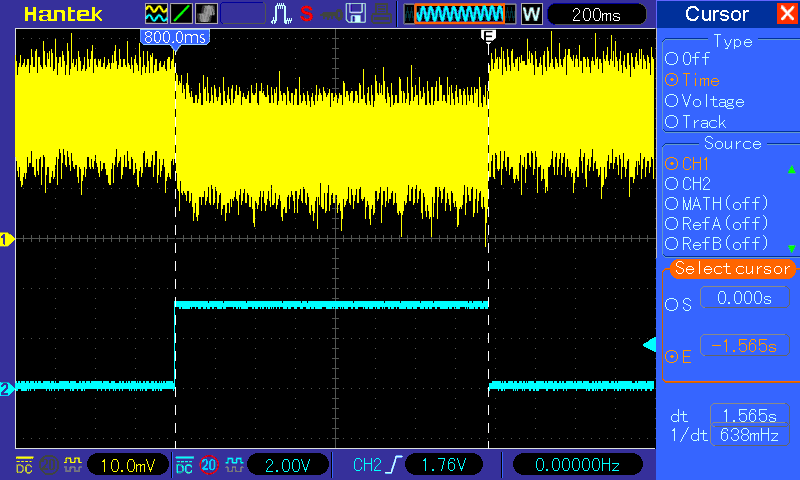 Hantek S W 200ms Cursor
800.0ms E
Type
Off
Time
Voltage
Track
Source
CH1
CH2
MATH(off)
RefA(off)
RefB(off)
1
Select cursor
S 0.000s
E -1.565s
2
dt 1.565s
1/dt 638mHz
DC 20 10.0mV DC 20 2.00V CH2 1.76V 0.00000Hz